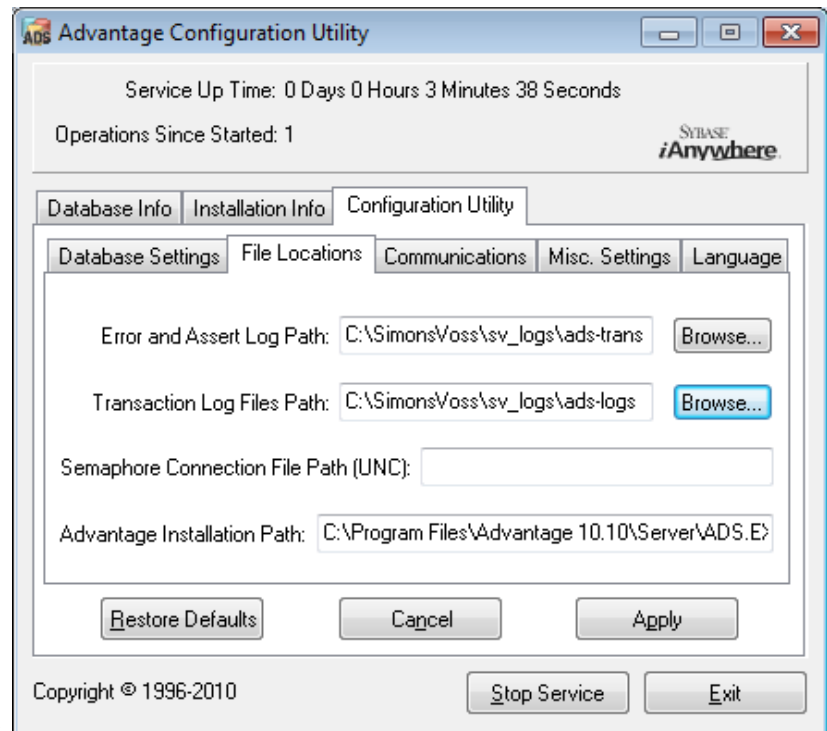 ADS Advantage Configuration Utility
Service Up Time: 0 Days 0 Hours 3 Minutes 38 Seconds
Operations Since Started: 1
SYBASE
iAnywhere.
Database Info Installation Info Configuration Utility
Database Settings File Locations Communications Misc. Settings Language
Error and Assert Log Path: C:\SimonsVoss\sv_logs\ads-trans Browse...
Transaction Log Files Path: C:\SimonsVoss\sv_logs\ads-logs Browse...
Semaphore Connection File Path (UNC):
Advantage Installation Path: C:\Program Files\Advantage 10.10\Server\ADS.EX
Restore Defaults Cancel Apply
Copyright © 1996-2010 Stop Service Exit